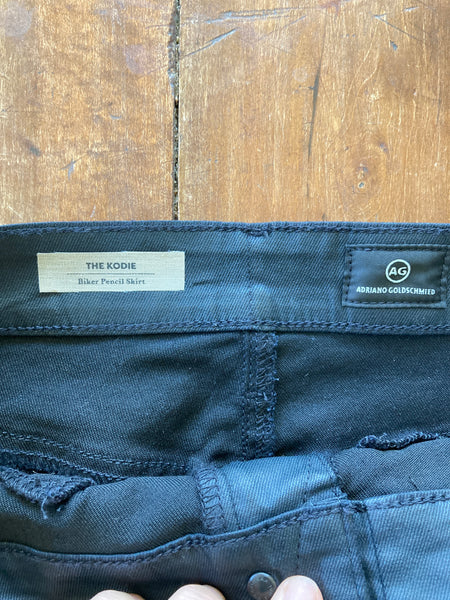 THE KODIE
Biker Pencil Skirt
AG
ADRIANO GOLDSCHMIED